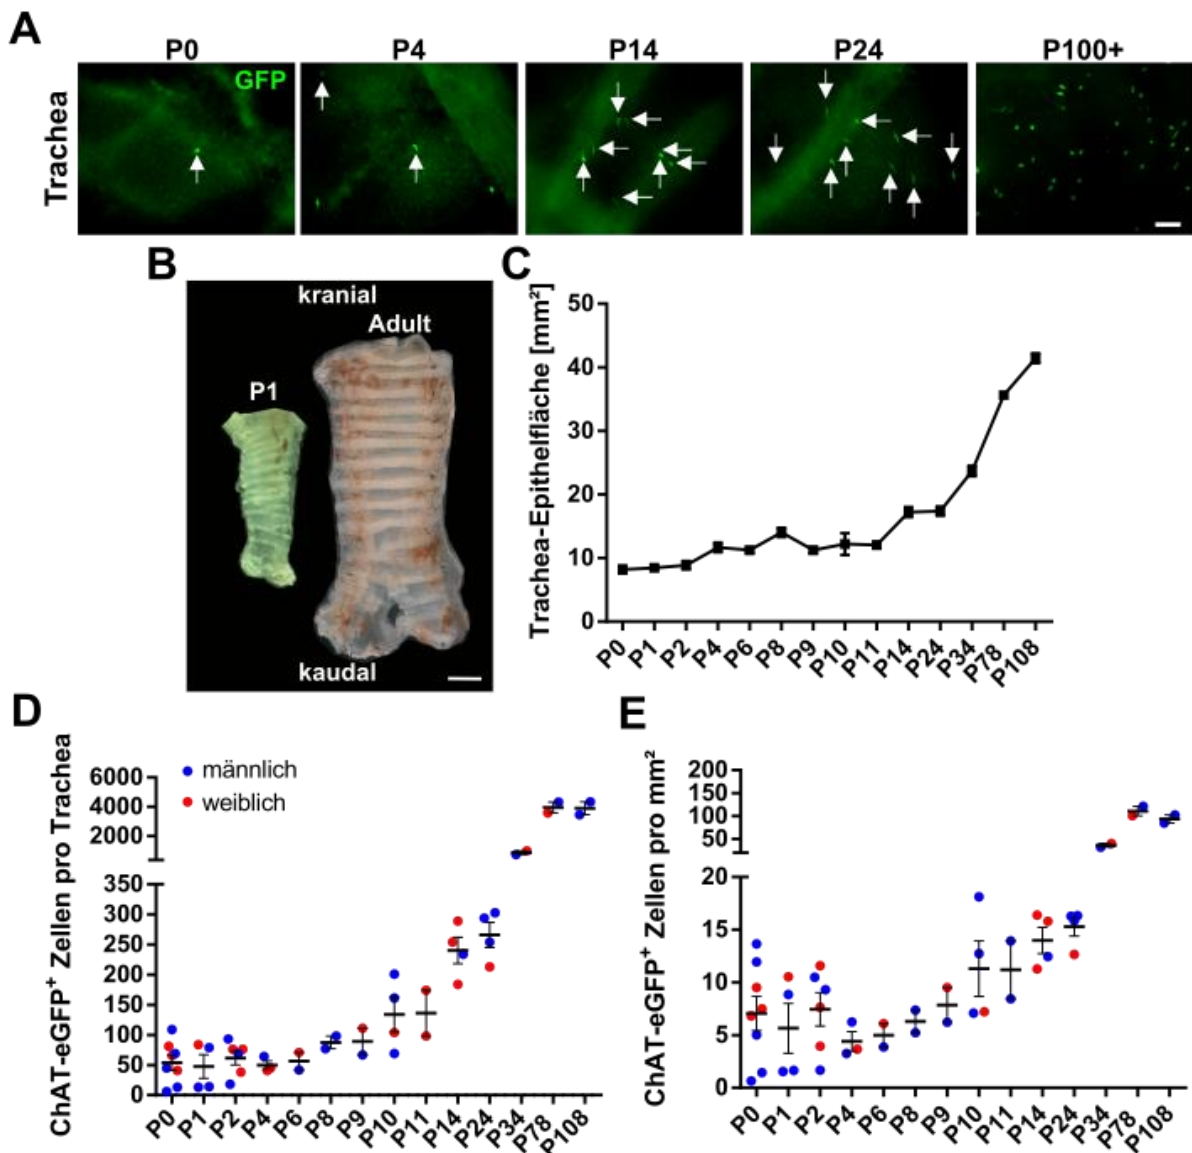 A
P0 P4 P14 P24 P100+
GFP
Trachea
B
kranial
Adult
P1
kaudal
C
Trachea-Epithelfläche [mm²]
50
40
30
20
10
0
P0 P1 P2 P4 P6 P8 P9 P10 P11 P14 P24 P34 P78 P108
D
ChAT-eGFP⁺ Zellen pro Trachea
männlich
weiblich
6000
4000
2000
350
300
250
200
150
100
50
0
P0 P1 P2 P4 P6 P8 P9 P10 P11 P14 P24 P34 P78 P108
E
ChAT-eGFP⁺ Zellen pro mm²
200
150
100
50
20
15
10
5
0
P0 P1 P2 P4 P6 P8 P9 P10 P11 P14 P24 P34 P78 P108